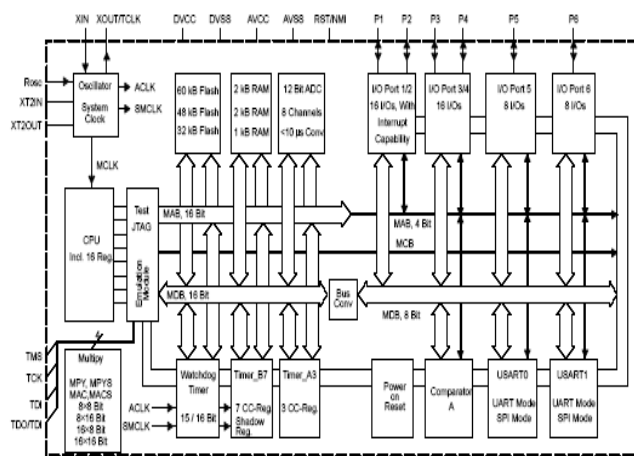 XIN XOUT/TCLK DVCC DVSS AVCC AVSS RST/NMI P1 P2 P3 P4 P5 P6
Rosc
XT2IN
XT2OUT
Oscillator
System
Clock
ACLK
SMCLK
60 kB Flash
48 kB Flash
32 kB Flash
2 kB RAM
2 kB RAM
1 kB RAM
12 Bit ADC
8 Channels
<10 µs Conv
I/O Port 1/2
16 I/Os, With
Interrupt
Capability
I/O Port 3/4
16 I/Os
I/O Port 5
8 I/Os
I/O Port 6
8 I/Os
MCLK
CPU
Incl. 16 Reg
Test
JTAG
Emulation
Module
MAB, 16 Bit
MAB, 4 Bit
MCB
MDB, 16 Bit
Bus
Conv
MDB, 8 Bit
TMS
TCK
TDI
TDO/TDI
4
Multipy
MPY, MPYS
MAC,MACS
8×8 Bit
8×16 Bit
16×8 Bit
16×16 Bit
ACLK
SMCLK
Watchdog
Timer
15 / 16 Bit
Timer_B7
7 CC-Reg.
Shadow
Reg.
Timer_A3
3 CC-Reg.
Power
on
Reset
Comparator
A
USART0
UART Mode
SPI Mode
USART1
UART Mode
SPI Mode